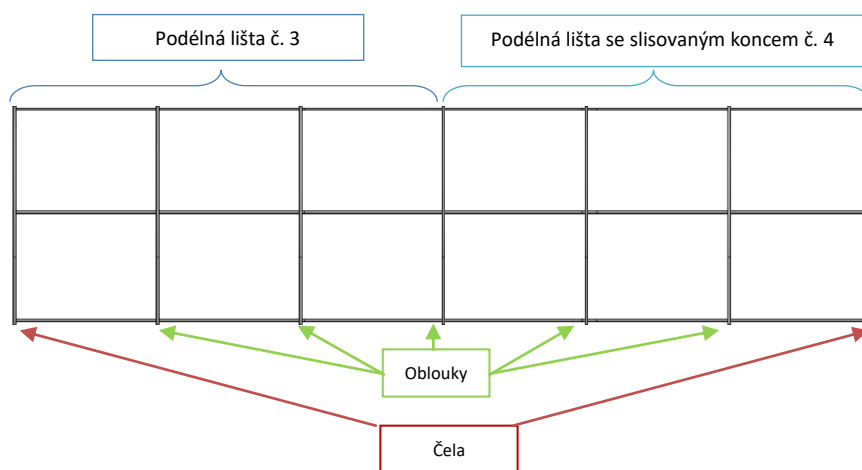 Podélná lišta č. 3
Podélná lišta se slisovaným koncem č. 4
Oblouky
Čela